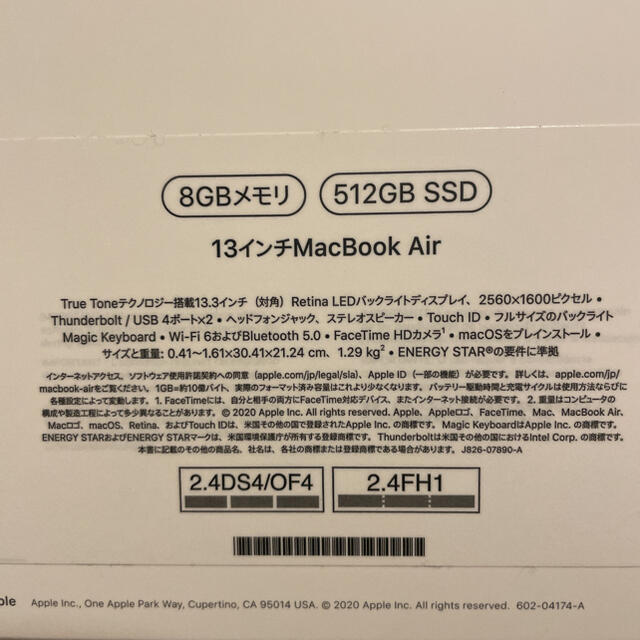 8GBメモリ 512GB SSD
13インチMacBook Air
True Toneテクノロジー搭載13.3インチ（対角）Retina LEDバックライトディスプレイ、2560×1600ピクセル •
Thunderbolt / USB 4ポート×2 • ヘッドフォンジャック、ステレオスピーカー • Touch ID • フルサイズのバックライト
Magic Keyboard • Wi-Fi 6およびBluetooth 5.0 • FaceTime HDカメラ¹ • macOSをプレインストール •
サイズと重量: 0.41〜1.61×30.41×21.24 cm、1.29 kg² • ENERGY STAR®の要件に準拠
インターネットアクセス、ソフトウェア使用許諾契約への同意（apple.com/jp/legal/sla）、Apple ID（一部の機能）が必要です。詳しくは、apple.com/jp/
macbook-airをご覧ください。1GB=約10億バイト、実際のフォーマット済み容量はこれより少なくなります。バッテリー駆動時間と充電サイクルは使用方法ならびに
各種設定によって変動します。1. FaceTimeには、自分と相手の両方にFaceTime対応デバイス、またインターネット接続が必要です。2. 重量はコンピュータの
構成や製造工程によって多少異なることがあります。© 2020 Apple Inc. All rights reserved. Apple、Appleロゴ、FaceTime、Mac、MacBook Air、
Macロゴ、macOS、Retina、およびTouch IDは、米国その他の国で登録されたApple Inc. の商標です。Magic KeyboardはApple Inc. の商標です。
ENERGY STARおよびENERGY STARマークは、米国環境保護庁が所有する登録商標です。Thunderboltは米国その他の国におけるIntel Corp. の商標です。
本書に記載のその他の商品名、社名は、各社の商標または登録商標である場合があります。 J826-07890-A
2.4DS4/OF4 2.4FH1
ple Apple Inc., One Apple Park Way, Cupertino, CA 95014 USA. © 2020 Apple Inc. All rights reserved. 602-04174-A